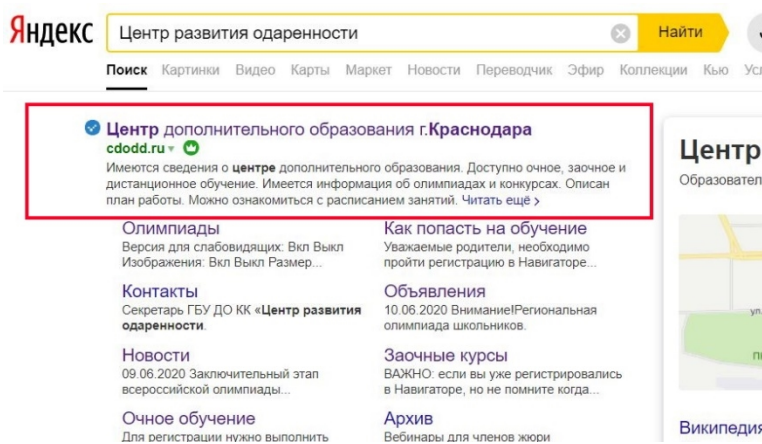 Яндекс
Центр развития одаренности
Найти
Поиск Картинки Видео Карты Маркет Новости Переводчик Эфир Коллекции Кью
Центр дополнительного образования г.Краснодара
cdodd.ru
Имеются сведения о центре дополнительного образования. Доступно очное, заочное и
дистанционное обучение. Имеется информация об олимпиадах и конкурсах. Описан
план работы. Можно ознакомиться с расписанием занятий. Читать ещё >
Олимпиады
Версия для слабовидящих: Вкл Выкл
Изображения: Вкл Выкл Размер...
Как попасть на обучение
Уважаемые родители, необходимо
пройти регистрацию в Навигаторе...
Контакты
Секретарь ГБУ ДО КК «Центр развития
одаренности.
Объявления
10.06.2020 Внимание!Региональная
олимпиада школьников.
Новости
09.06.2020 Заключительный этап
всероссийской олимпиады...
Заочные курсы
ВАЖНО: если вы уже регистрировались
в Навигаторе, но не помните когда...
Очное обучение
Для регистрации нужно выполнить
Архив
Вебинары для членов жюри
Центр
Образовател
ул.
Википедия